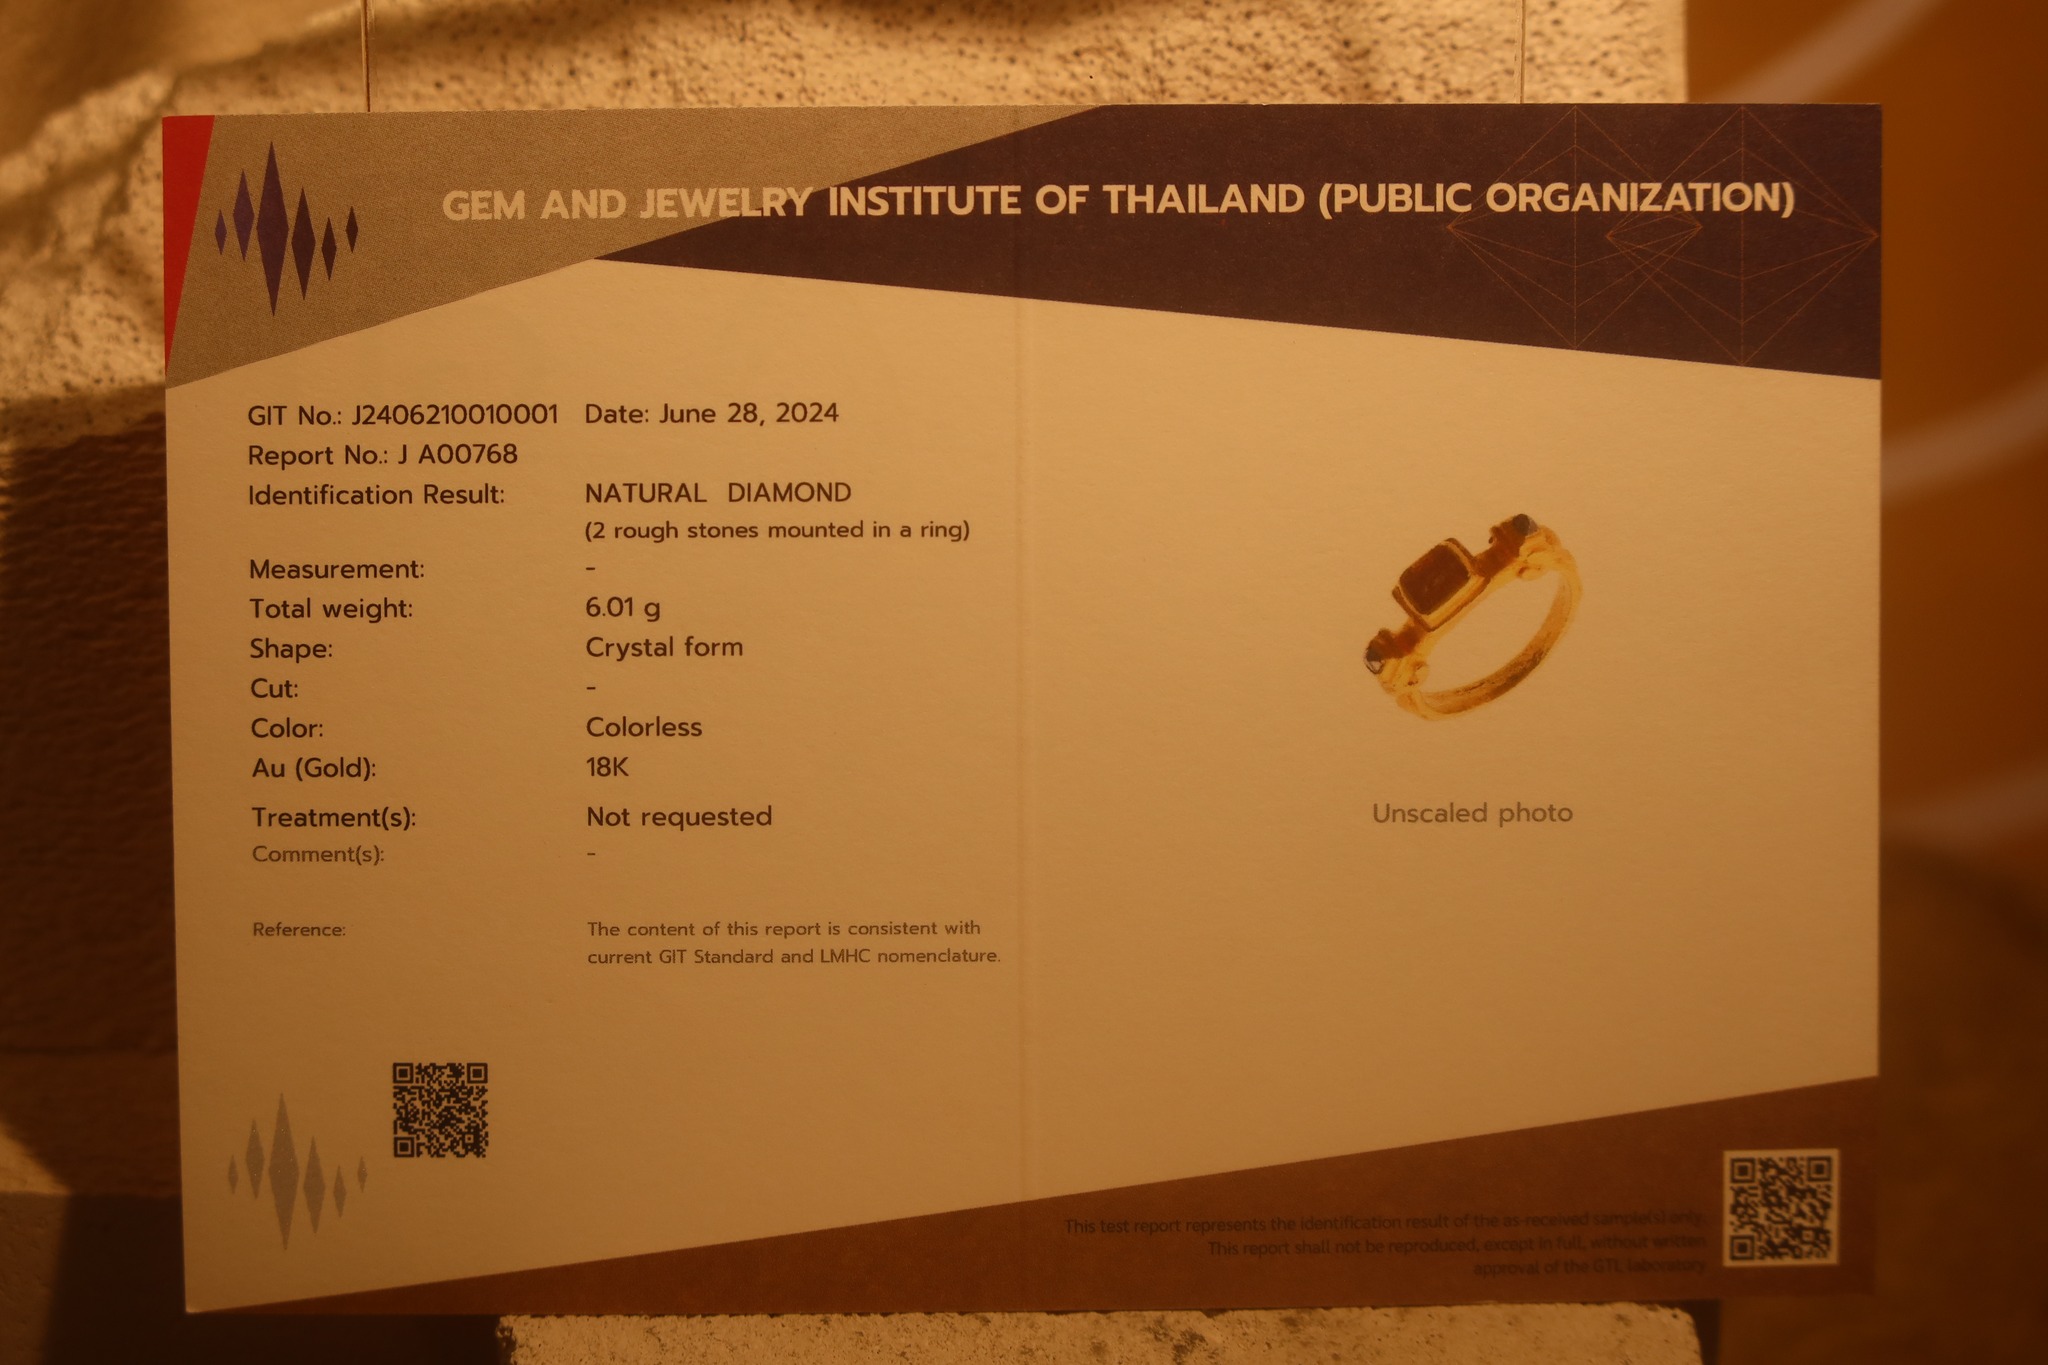 GEM AND JEWELRY INSTITUTE OF THAILAND (PUBLIC ORGANIZATION)
GIT No.: J2406210010001 Date: June 28, 2024
Report No.: J A00768
Identification Result: NATURAL DIAMOND
(2 rough stones mounted in a ring)
Measurement: -
Total weight: 6.01 g
Shape: Crystal form
Cut: -
Color: Colorless
Au (Gold): 18K
Treatment(s): Not requested
Comment(s): -
Unscaled photo
Reference: The content of this report is consistent with
current GIT Standard and LMHC nomenclature.
This test report represents the identification result of the as-received sample(s) only.
This report shall not be reproduced, except in full, without written
approval of the GTL laboratory